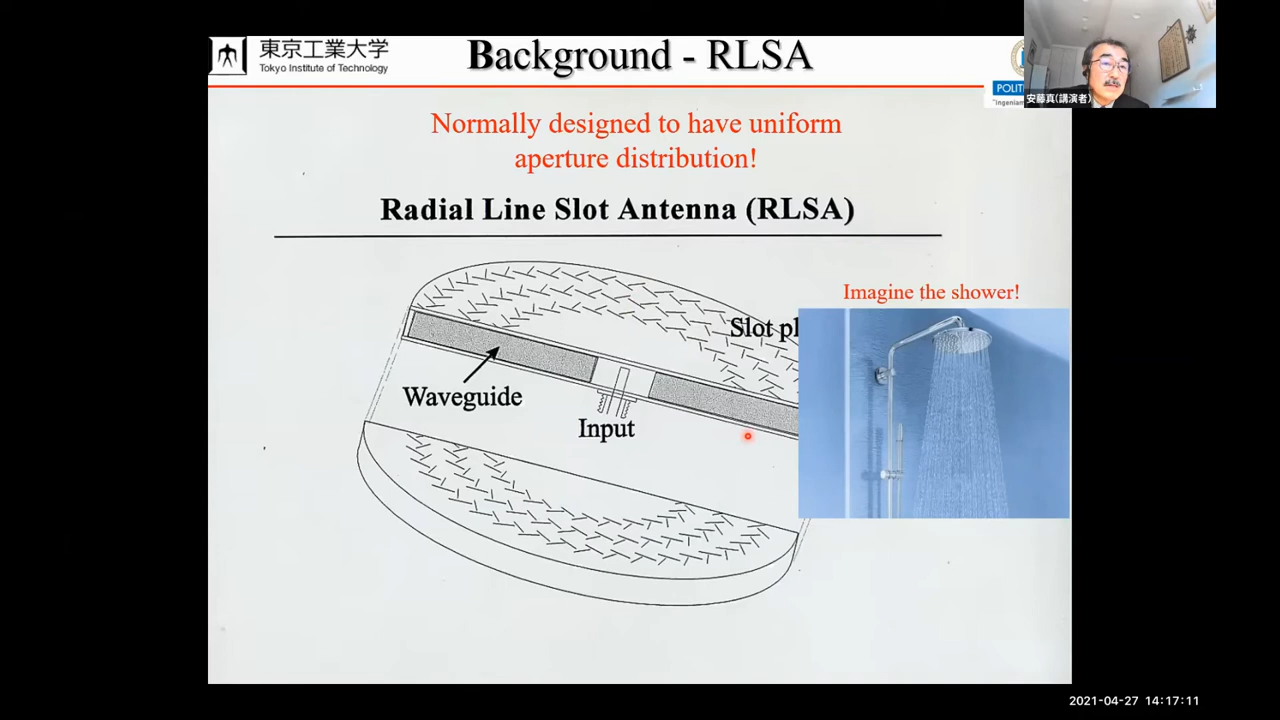 東京工業大学
Tokyo Institute of Technology
Background - RLSA
POLIT
"Ingeniam
安藤真(講演者)
Normally designed to have uniform
aperture distribution!
Radial Line Slot Antenna (RLSA)
Imagine the shower!
Slot pl
Waveguide
Input
2021-04-27 14:17:11